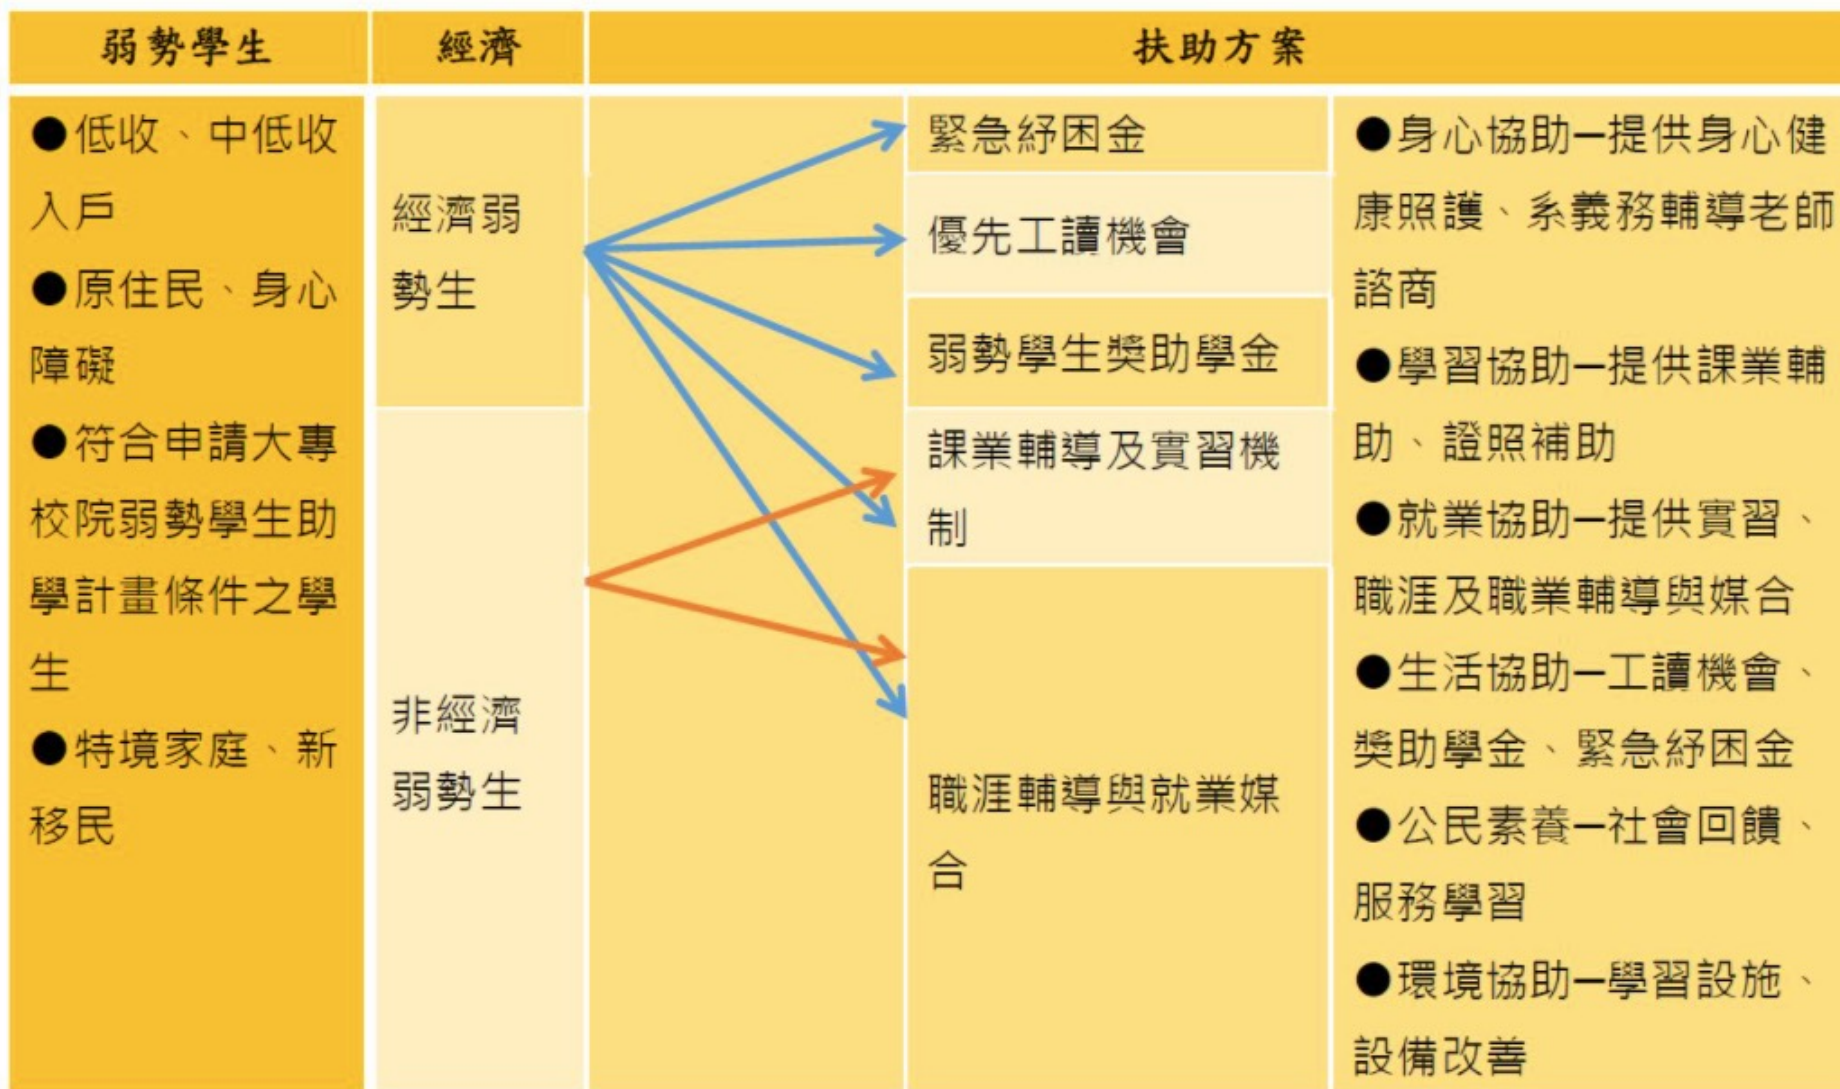 弱勢學生
經濟
扶助方案
●低收、中低收
入戶
●原住民、身心
障礙
●符合申請大專
校院弱勢學生助
學計畫條件之學
生
●特境家庭、新
移民
經濟弱
勢生
非經濟
弱勢生
緊急紓困金
優先工讀機會
弱勢學生獎助學金
課業輔導及實習機
制
職涯輔導與就業媒
合
●身心協助─提供身心健
康照護、系義務輔導老師
諮商
●學習協助─提供課業輔
助、證照補助
●就業協助─提供實習、
職涯及職業輔導與媒合
●生活協助─工讀機會、
獎助學金、緊急紓困金
●公民素養─社會回饋、
服務學習
●環境協助─學習設施、
設備改善